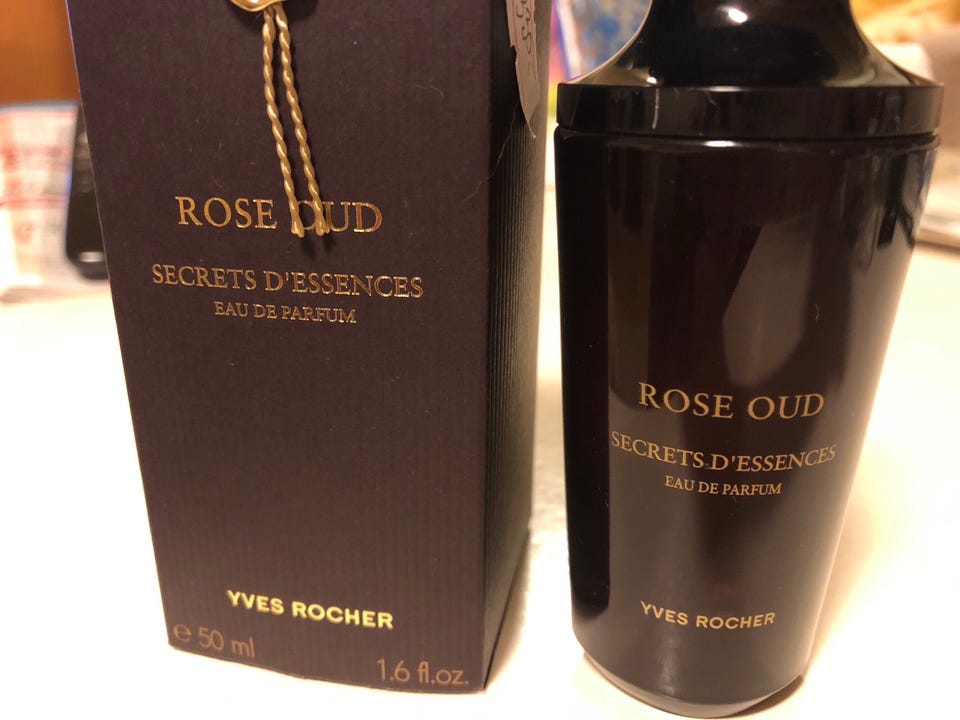 ROSE OUD
SECRETS D'ESSENCES
EAU DE PARFUM
YVES ROCHER
℮ 50 ml
1.6 fl.oz.
ROSE OUD
SECRETS D'ESSENCES
EAU DE PARFUM
YVES ROCHER